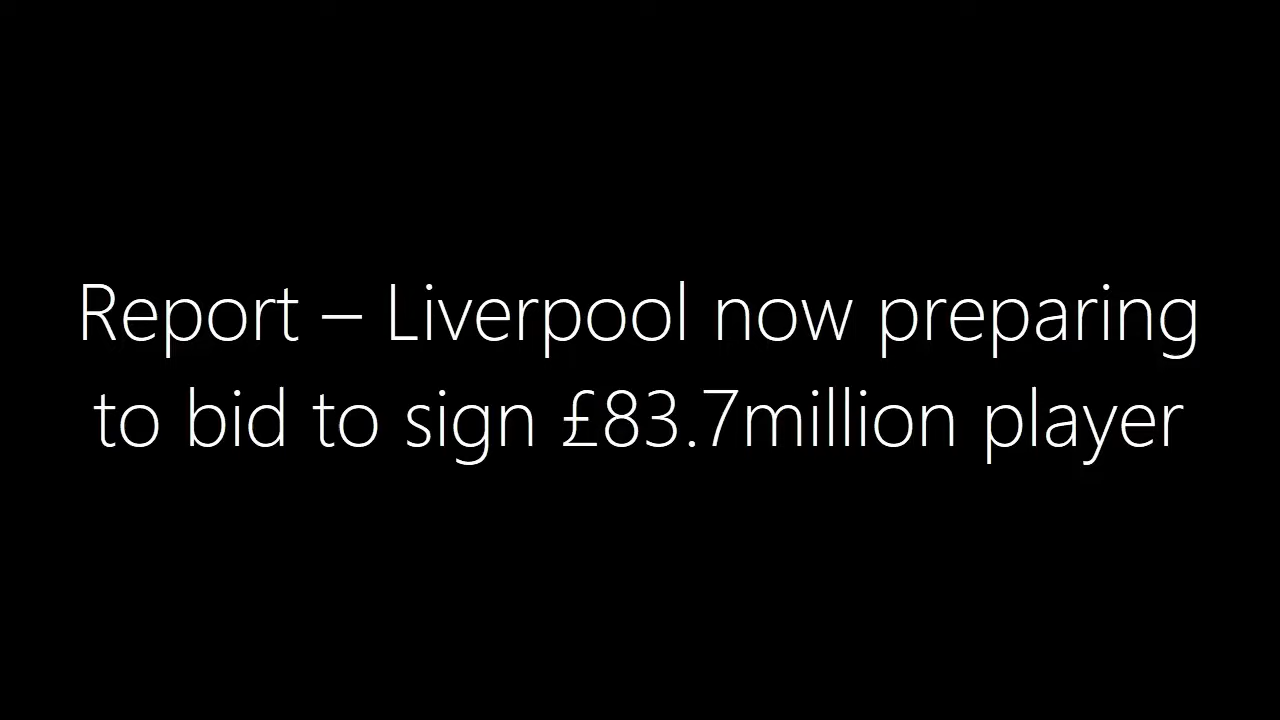 Report – Liverpool now preparing
to bid to sign £83.7million player